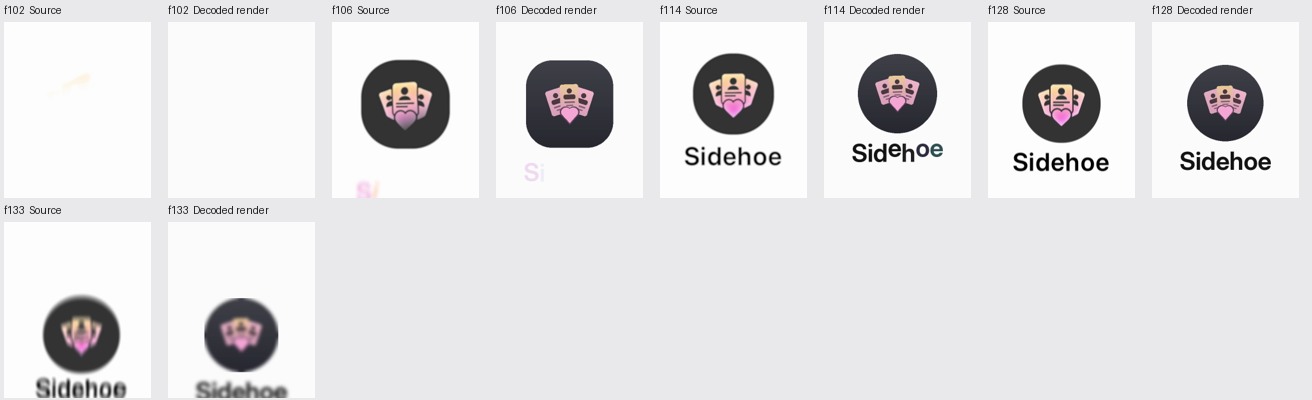 f102 Source
f102 Decoded render
f106 Source
f106 Decoded render
f114 Source
f114 Decoded render
f128 Source
f128 Decoded render
Si
Si
Sidehoe
Sidehoe
Sidehoe
Sidehoe
f133 Source
f133 Decoded render
Sidehoe
Sidehoe